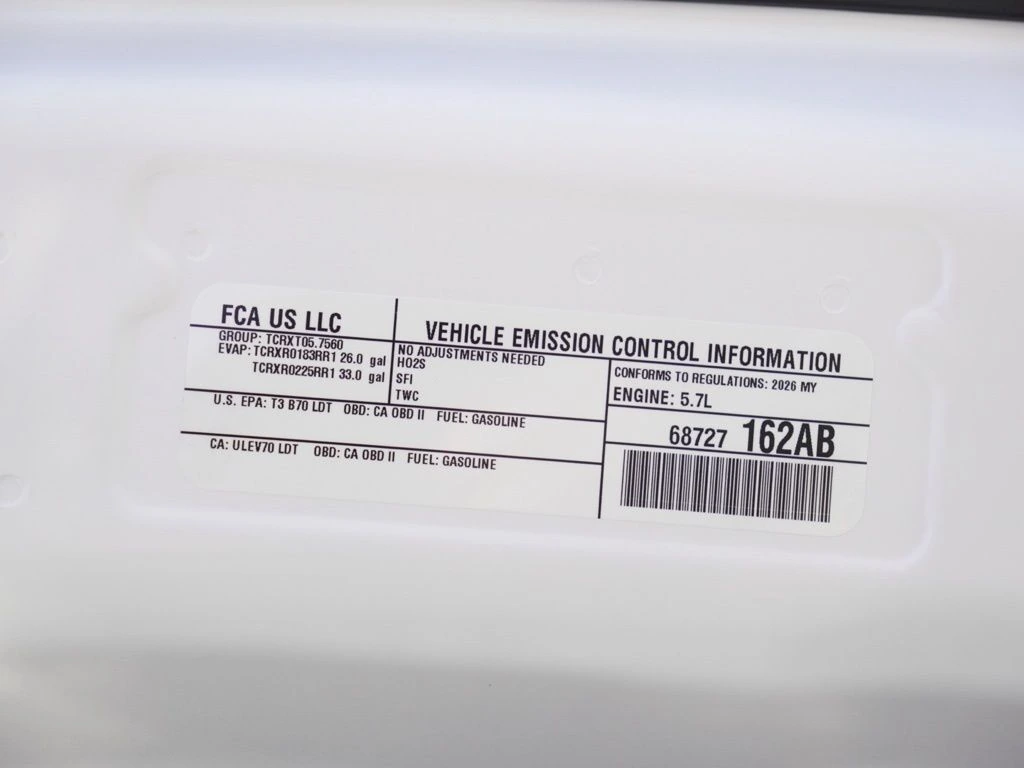 FCA US LLC
VEHICLE EMISSION CONTROL INFORMATION
GROUP: TCRXT05.7560
EVAP: TCRXR0183RR1 26.0 gal
TCRXR0225RR1 33.0 gal
NO ADJUSTMENTS NEEDED
HO2S
SFI
TWC
CONFORMS TO REGULATIONS: 2026 MY
ENGINE: 5.7L
U.S. EPA: T3 B70 LDT OBD: CA OBD II FUEL: GASOLINE
CA: ULEV70 LDT OBD: CA OBD II FUEL: GASOLINE
68727 162AB